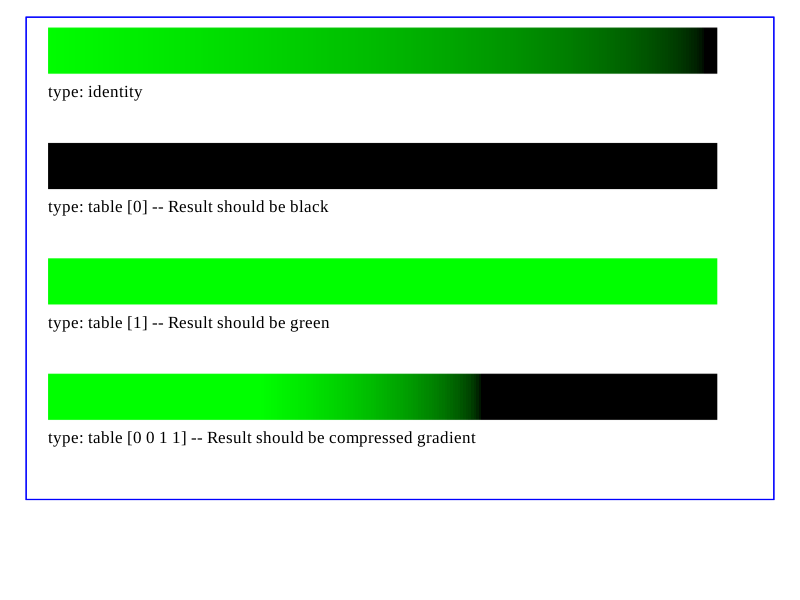 type: identity
type: table [0] -- Result should be black
type: table [1] -- Result should be green
type: table [0 0 1 1] -- Result should be compressed gradient